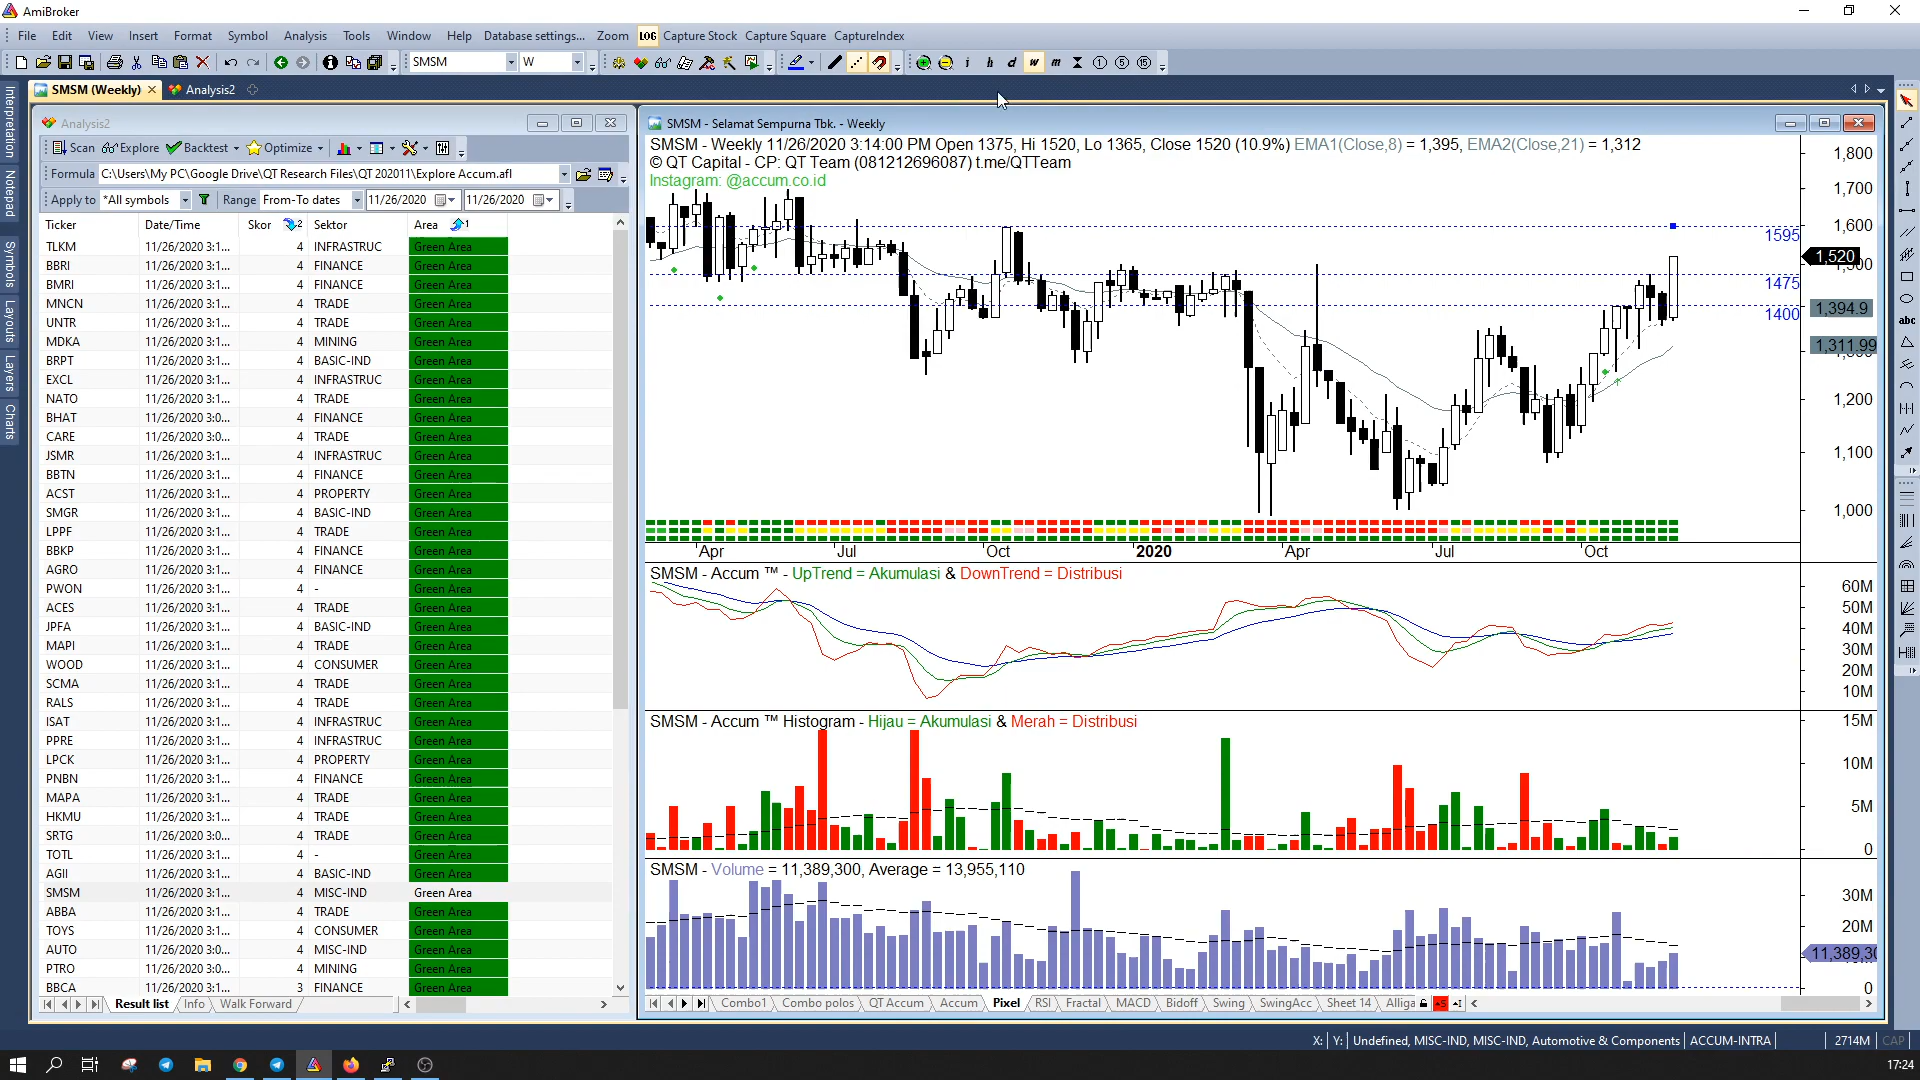 AmiBroker
File Edit View Insert Format Symbol Analysis Tools Window Help Database settings... Zoom LOG Capture Stock Capture Square CaptureIndex
SMSM W i h d w m
SMSM (Weekly) Analysis2
Interpretation
Notepad
Symbols
Layouts
Layers
Charts
Analysis2
Scan Explore Backtest Optimize
Formula C:\Users\My PC\Google Drive\QT Research Files\QT 202011\Explore Accum.afl
Apply to *All symbols Range From-To dates 11/26/2020 11/26/2020
Ticker Date/Time Skor 2 Sektor Area 1
TLKM 11/26/2020 3:1... 4 INFRASTRUC Green Area
BBRI 11/26/2020 3:1... 4 FINANCE Green Area
BMRI 11/26/2020 3:1... 4 FINANCE Green Area
MNCN 11/26/2020 3:1... 4 TRADE Green Area
UNTR 11/26/2020 3:1... 4 TRADE Green Area
MDKA 11/26/2020 3:1... 4 MINING Green Area
BRPT 11/26/2020 3:1... 4 BASIC-IND Green Area
EXCL 11/26/2020 3:1... 4 INFRASTRUC Green Area
NATO 11/26/2020 3:1... 4 TRADE Green Area
BHAT 11/26/2020 3:0... 4 FINANCE Green Area
CARE 11/26/2020 3:0... 4 TRADE Green Area
JSMR 11/26/2020 3:1... 4 INFRASTRUC Green Area
BBTN 11/26/2020 3:1... 4 FINANCE Green Area
ACST 11/26/2020 3:1... 4 PROPERTY Green Area
SMGR 11/26/2020 3:1... 4 BASIC-IND Green Area
LPPF 11/26/2020 3:1... 4 TRADE Green Area
BBKP 11/26/2020 3:1... 4 FINANCE Green Area
AGRO 11/26/2020 3:1... 4 FINANCE Green Area
PWON 11/26/2020 3:1... 4 - Green Area
ACES 11/26/2020 3:1... 4 TRADE Green Area
JPFA 11/26/2020 3:1... 4 BASIC-IND Green Area
MAPI 11/26/2020 3:1... 4 TRADE Green Area
WOOD 11/26/2020 3:1... 4 CONSUMER Green Area
SCMA 11/26/2020 3:1... 4 TRADE Green Area
RALS 11/26/2020 3:1... 4 TRADE Green Area
ISAT 11/26/2020 3:1... 4 INFRASTRUC Green Area
PPRE 11/26/2020 3:1... 4 INFRASTRUC Green Area
LPCK 11/26/2020 3:1... 4 PROPERTY Green Area
PNBN 11/26/2020 3:1... 4 FINANCE Green Area
MAPA 11/26/2020 3:1... 4 TRADE Green Area
HKMU 11/26/2020 3:1... 4 TRADE Green Area
SRTG 11/26/2020 3:0... 4 TRADE Green Area
TOTL 11/26/2020 3:1... 4 - Green Area
AGII 11/26/2020 3:1... 4 BASIC-IND Green Area
SMSM 11/26/2020 3:1... 4 MISC-IND Green Area
ABBA 11/26/2020 3:1... 4 TRADE Green Area
TOYS 11/26/2020 3:1... 4 CONSUMER Green Area
AUTO 11/26/2020 3:0... 4 MISC-IND Green Area
PTRO 11/26/2020 3:0... 4 MINING Green Area
BBCA 11/26/2020 3:1... 3 FINANCE Green Area
Result list Info Walk Forward
SMSM - Selamat Sempurna Tbk. - Weekly
SMSM - Weekly 11/26/2020 3:14:00 PM Open 1375, Hi 1520, Lo 1365, Close 1520 (10.9%) EMA1(Close,8) = 1,395, EMA2(Close,21) = 1,312
© QT Capital - CP: QT Team (081212696087) t.me/QTTeam
Instagram: @accum.co.id
1595
1475
1400
1,800
1,700
1,600
1,520
1,394.9
1,311.99
1,200
1,100
1,000
Apr Jul Oct 2020 Apr Jul Oct
SMSM - Accum ™ - UpTrend = Akumulasi & DownTrend = Distribusi
60M
50M
40M
30M
20M
10M
SMSM - Accum ™ Histogram - Hijau = Akumulasi & Merah = Distribusi
15M
10M
5M
0
SMSM - Volume = 11,389,300, Average = 13,955,110
30M
20M
11,389,30
0
Combo1 Combo polos QT Accum Accum Pixel RSI Fractal MACD Bidoff Swing SwingAcc Sheet 14 Alliga
abc
X: Y: Undefined, MISC-IND, MISC-IND, Automotive & Components ACCUM-INTRA 2714M CAP
17:24